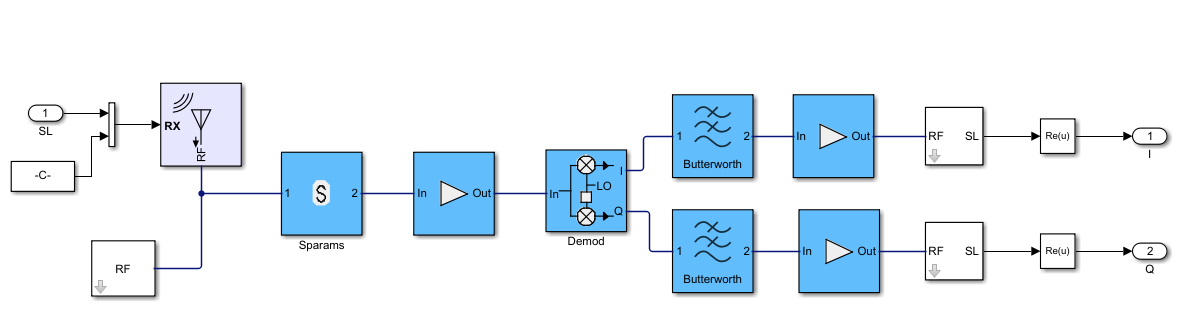 1
SL
-C-
RX
RF
RF
1
S
2
Sparams
In
Out
In
LO
I
Q
Demod
1
2
Butterworth
In
Out
RF
SL
Re(u)
1
I
1
2
Butterworth
In
Out
RF
SL
Re(u)
2
Q